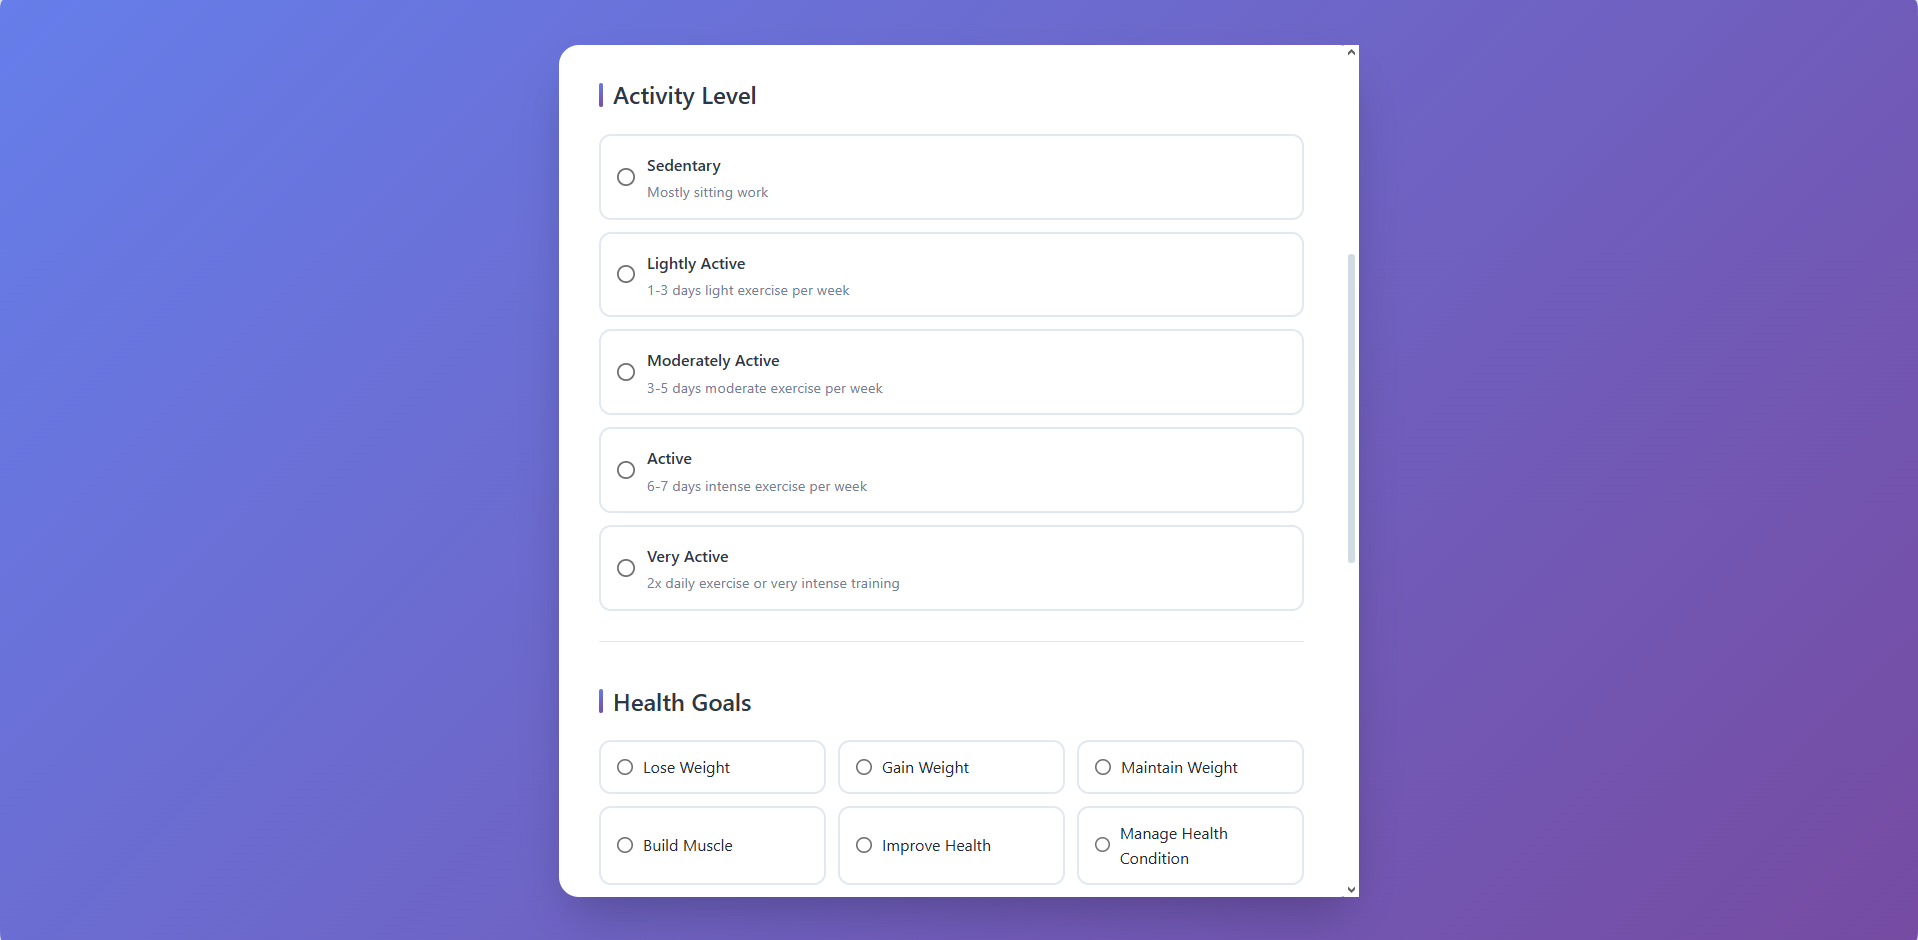 Activity Level
Sedentary
Mostly sitting work
Lightly Active
1-3 days light exercise per week
Moderately Active
3-5 days moderate exercise per week
Active
6-7 days intense exercise per week
Very Active
2x daily exercise or very intense training
Health Goals
Lose Weight
Gain Weight
Maintain Weight
Build Muscle
Improve Health
Manage Health
Condition